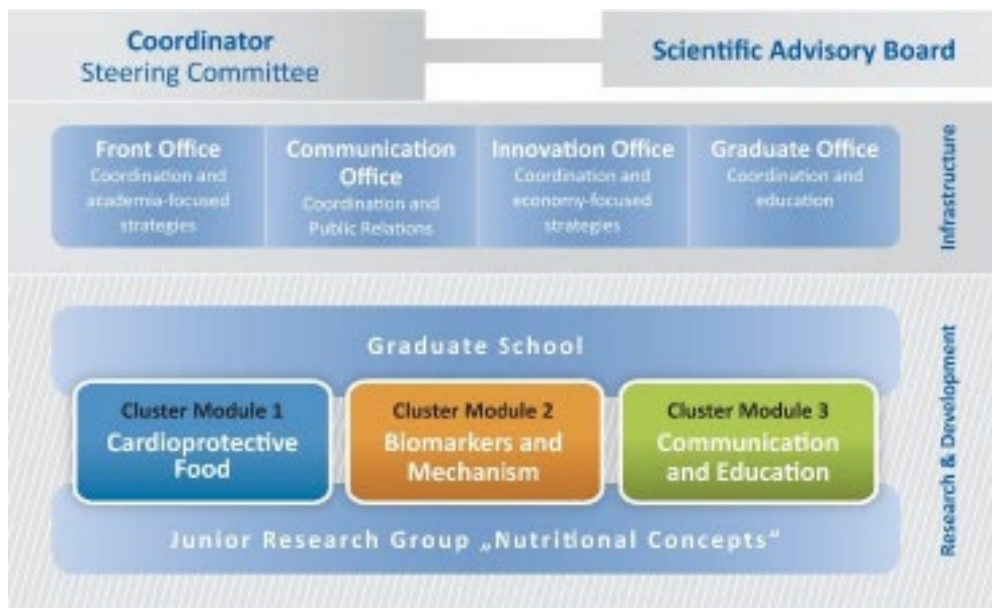 Coordinator
Steering Committee
Scientific Advisory Board
Front Office
Coordination and
academia-focused
strategies
Communication
Office
Coordination and
Public Relations
Innovation Office
Coordination and
economy-focused
strategies
Graduate Office
Coordination and
education
Infrastructure
Graduate School
Cluster Module 1
Cardioprotective
Food
Cluster Module 2
Biomarkers and
Mechanism
Cluster Module 3
Communication
and Education
Junior Research Group „Nutritional Concepts“
Research & Development